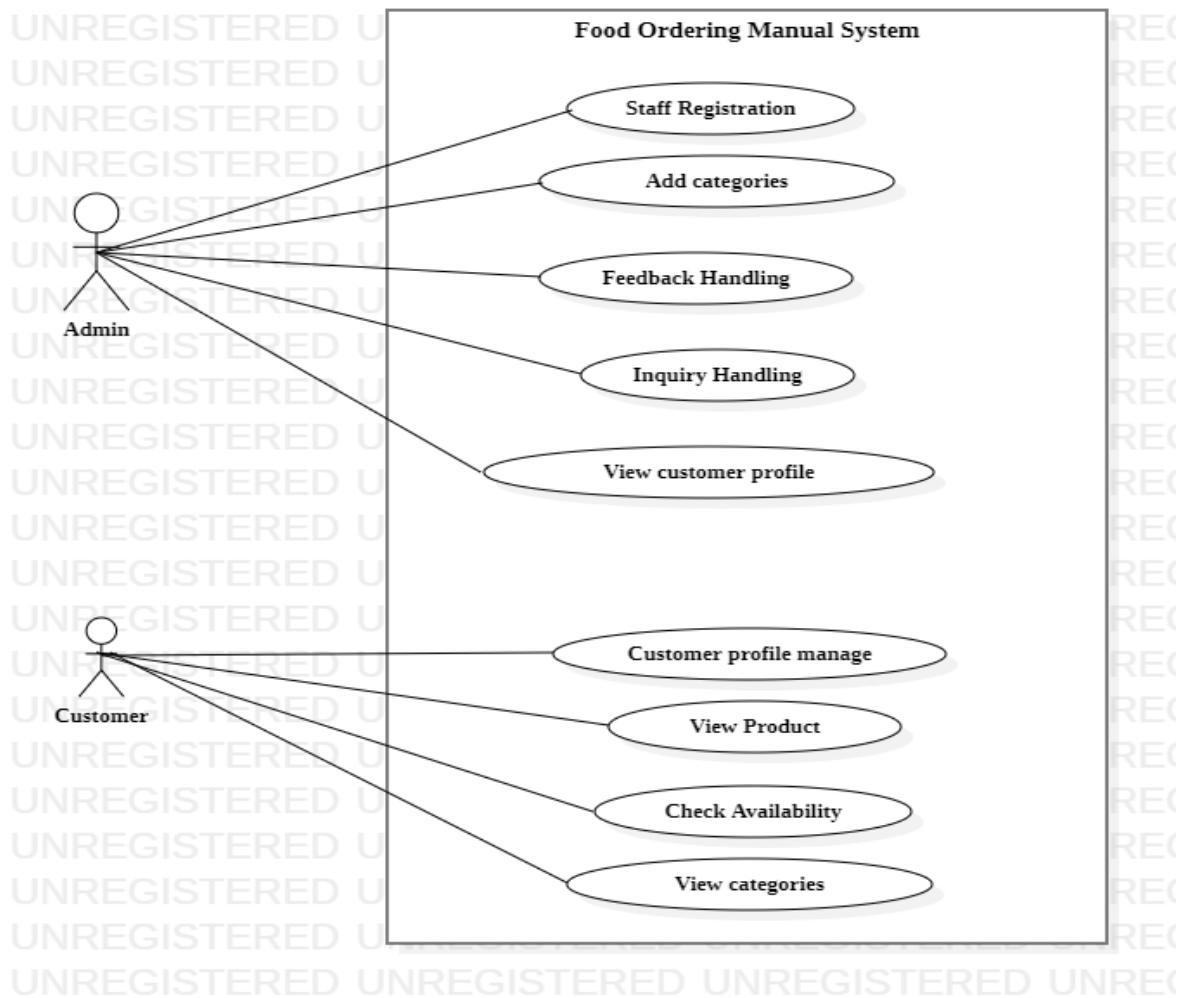 Food Ordering Manual System
Staff Registration
Add categories
Feedback Handling
Admin
Inquiry Handling
View customer profile
Customer profile manage
Customer
View Product
Check Availability
View categories
UNREGISTERED UNREGISTERED UNREGISTERED UNREC